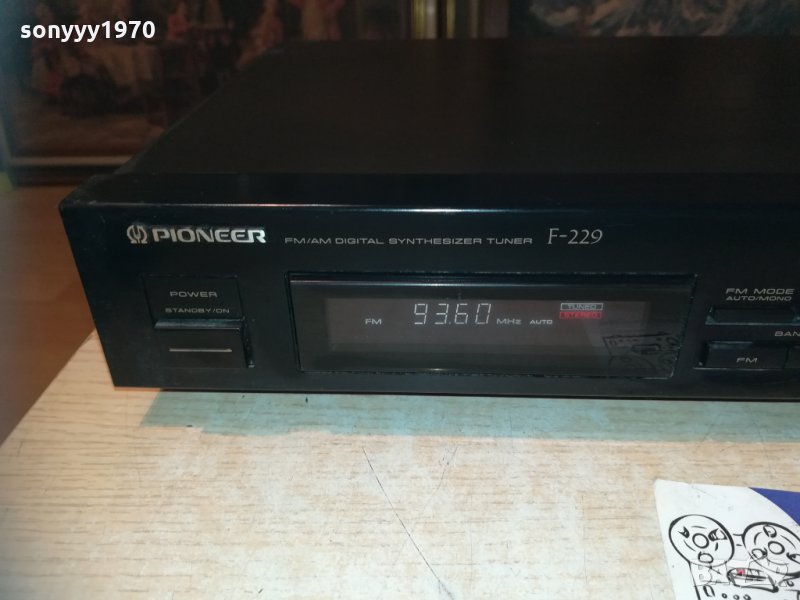 sonyyy1970
PIONEER FM/AM DIGITAL SYNTHESIZER TUNER F-229
POWER
STANDBY/ON
FM 93.60 MHz AUTO TUNED
STEREO
FM MODE
AUTO/MONO
BAN
FM